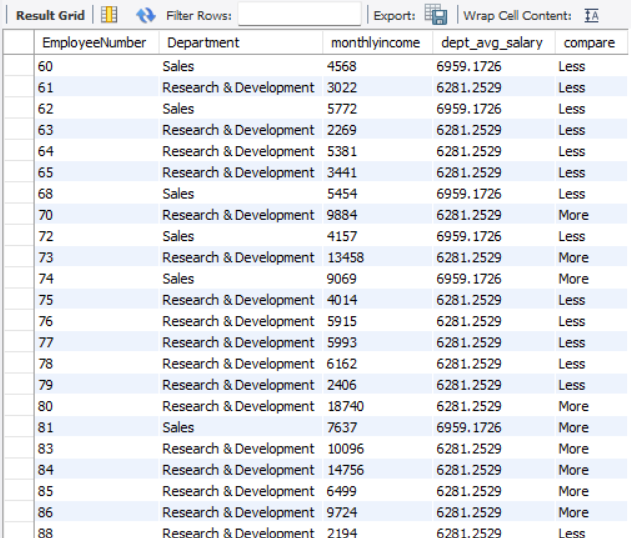 Result Grid Filter Rows: Export: Wrap Cell Content:
EmployeeNumber Department monthlyincome dept_avg_salary compare
60 Sales 4568 6959.1726 Less
61 Research & Development 3022 6281.2529 Less
62 Sales 5772 6959.1726 Less
63 Research & Development 2269 6281.2529 Less
64 Research & Development 5381 6281.2529 Less
65 Research & Development 3441 6281.2529 Less
68 Sales 5454 6959.1726 Less
70 Research & Development 9884 6281.2529 More
72 Sales 4157 6959.1726 Less
73 Research & Development 13458 6281.2529 More
74 Sales 9069 6959.1726 More
75 Research & Development 4014 6281.2529 Less
76 Research & Development 5915 6281.2529 Less
77 Research & Development 5993 6281.2529 Less
78 Research & Development 6162 6281.2529 Less
79 Research & Development 2406 6281.2529 Less
80 Research & Development 18740 6281.2529 More
81 Sales 7637 6959.1726 More
83 Research & Development 10096 6281.2529 More
84 Research & Development 14756 6281.2529 More
85 Research & Development 6499 6281.2529 More
86 Research & Development 9724 6281.2529 More
88 Research & Development 2194 6281.2529 Less